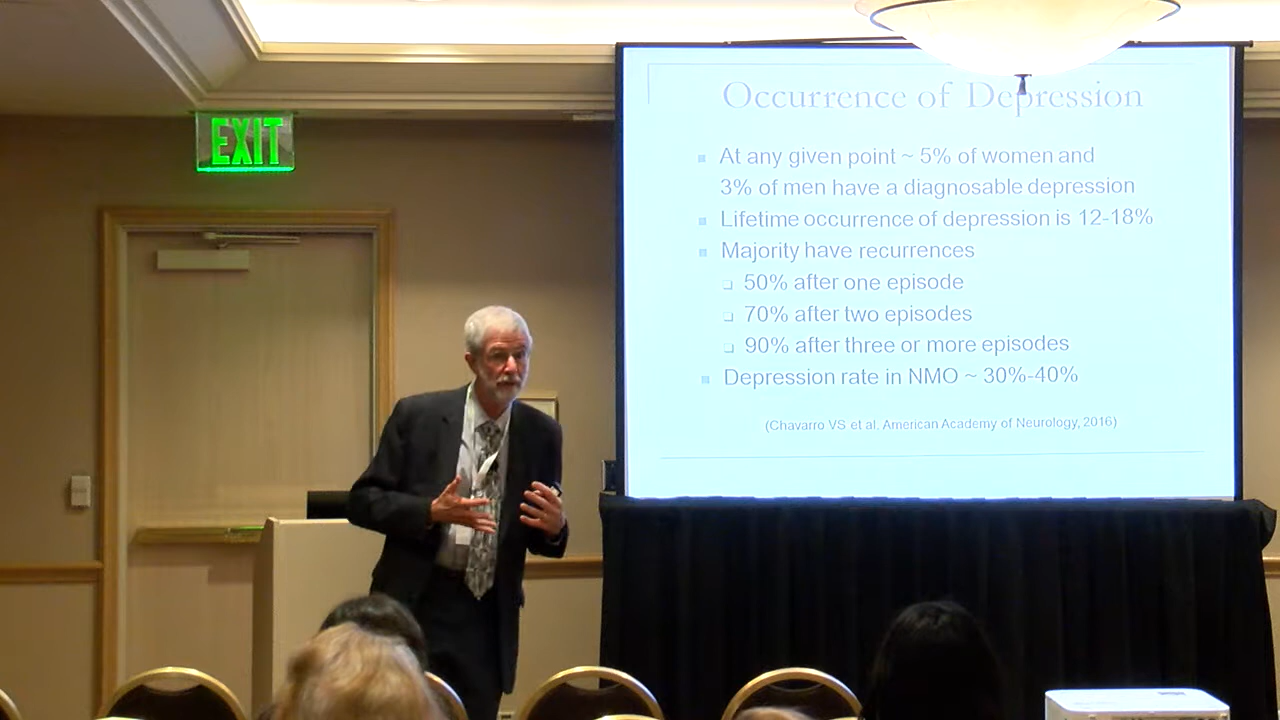 EXIT
Occurrence of Depression
At any given point ~ 5% of women and
3% of men have a diagnosable depression
Lifetime occurrence of depression is 12-18%
Majority have recurrences
50% after one episode
70% after two episodes
90% after three or more episodes
Depression rate in NMO ~ 30%-40%
(Chavarro VS et al, American Academy of Neurology, 2016)